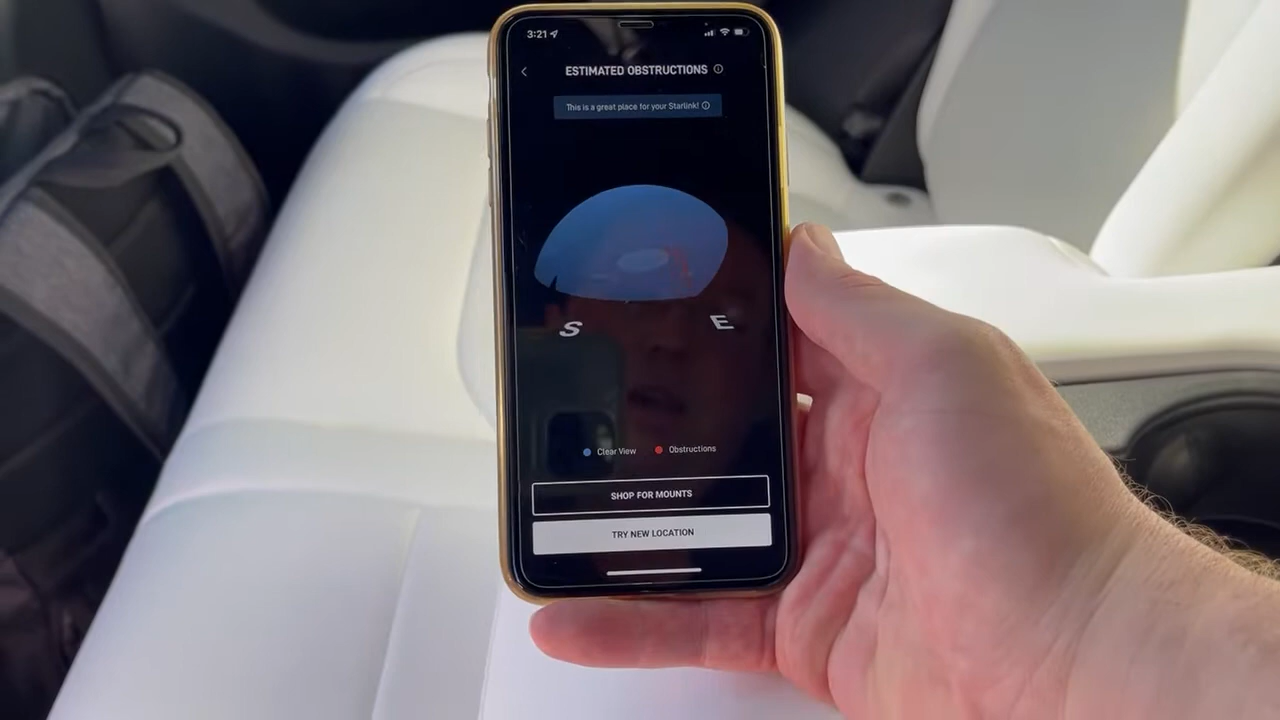 3:21
ESTIMATED OBSTRUCTIONS
This is a great place for your Starlink!
S E
Clear View Obstructions
SHOP FOR MOUNTS
TRY NEW LOCATION